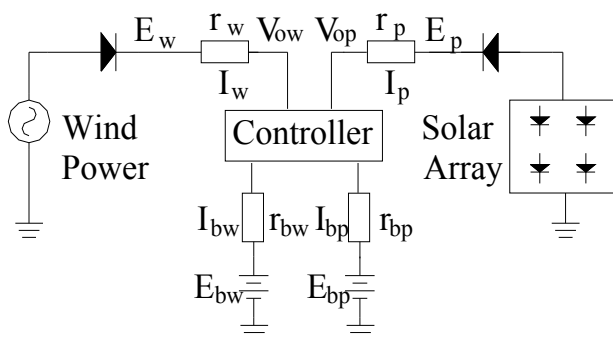 E_w r_w V_ow V_op r_p E_p
I_w I_p
Wind Power
Controller
Solar Array
I_bw r_bw I_bp r_bp
E_bw E_bp